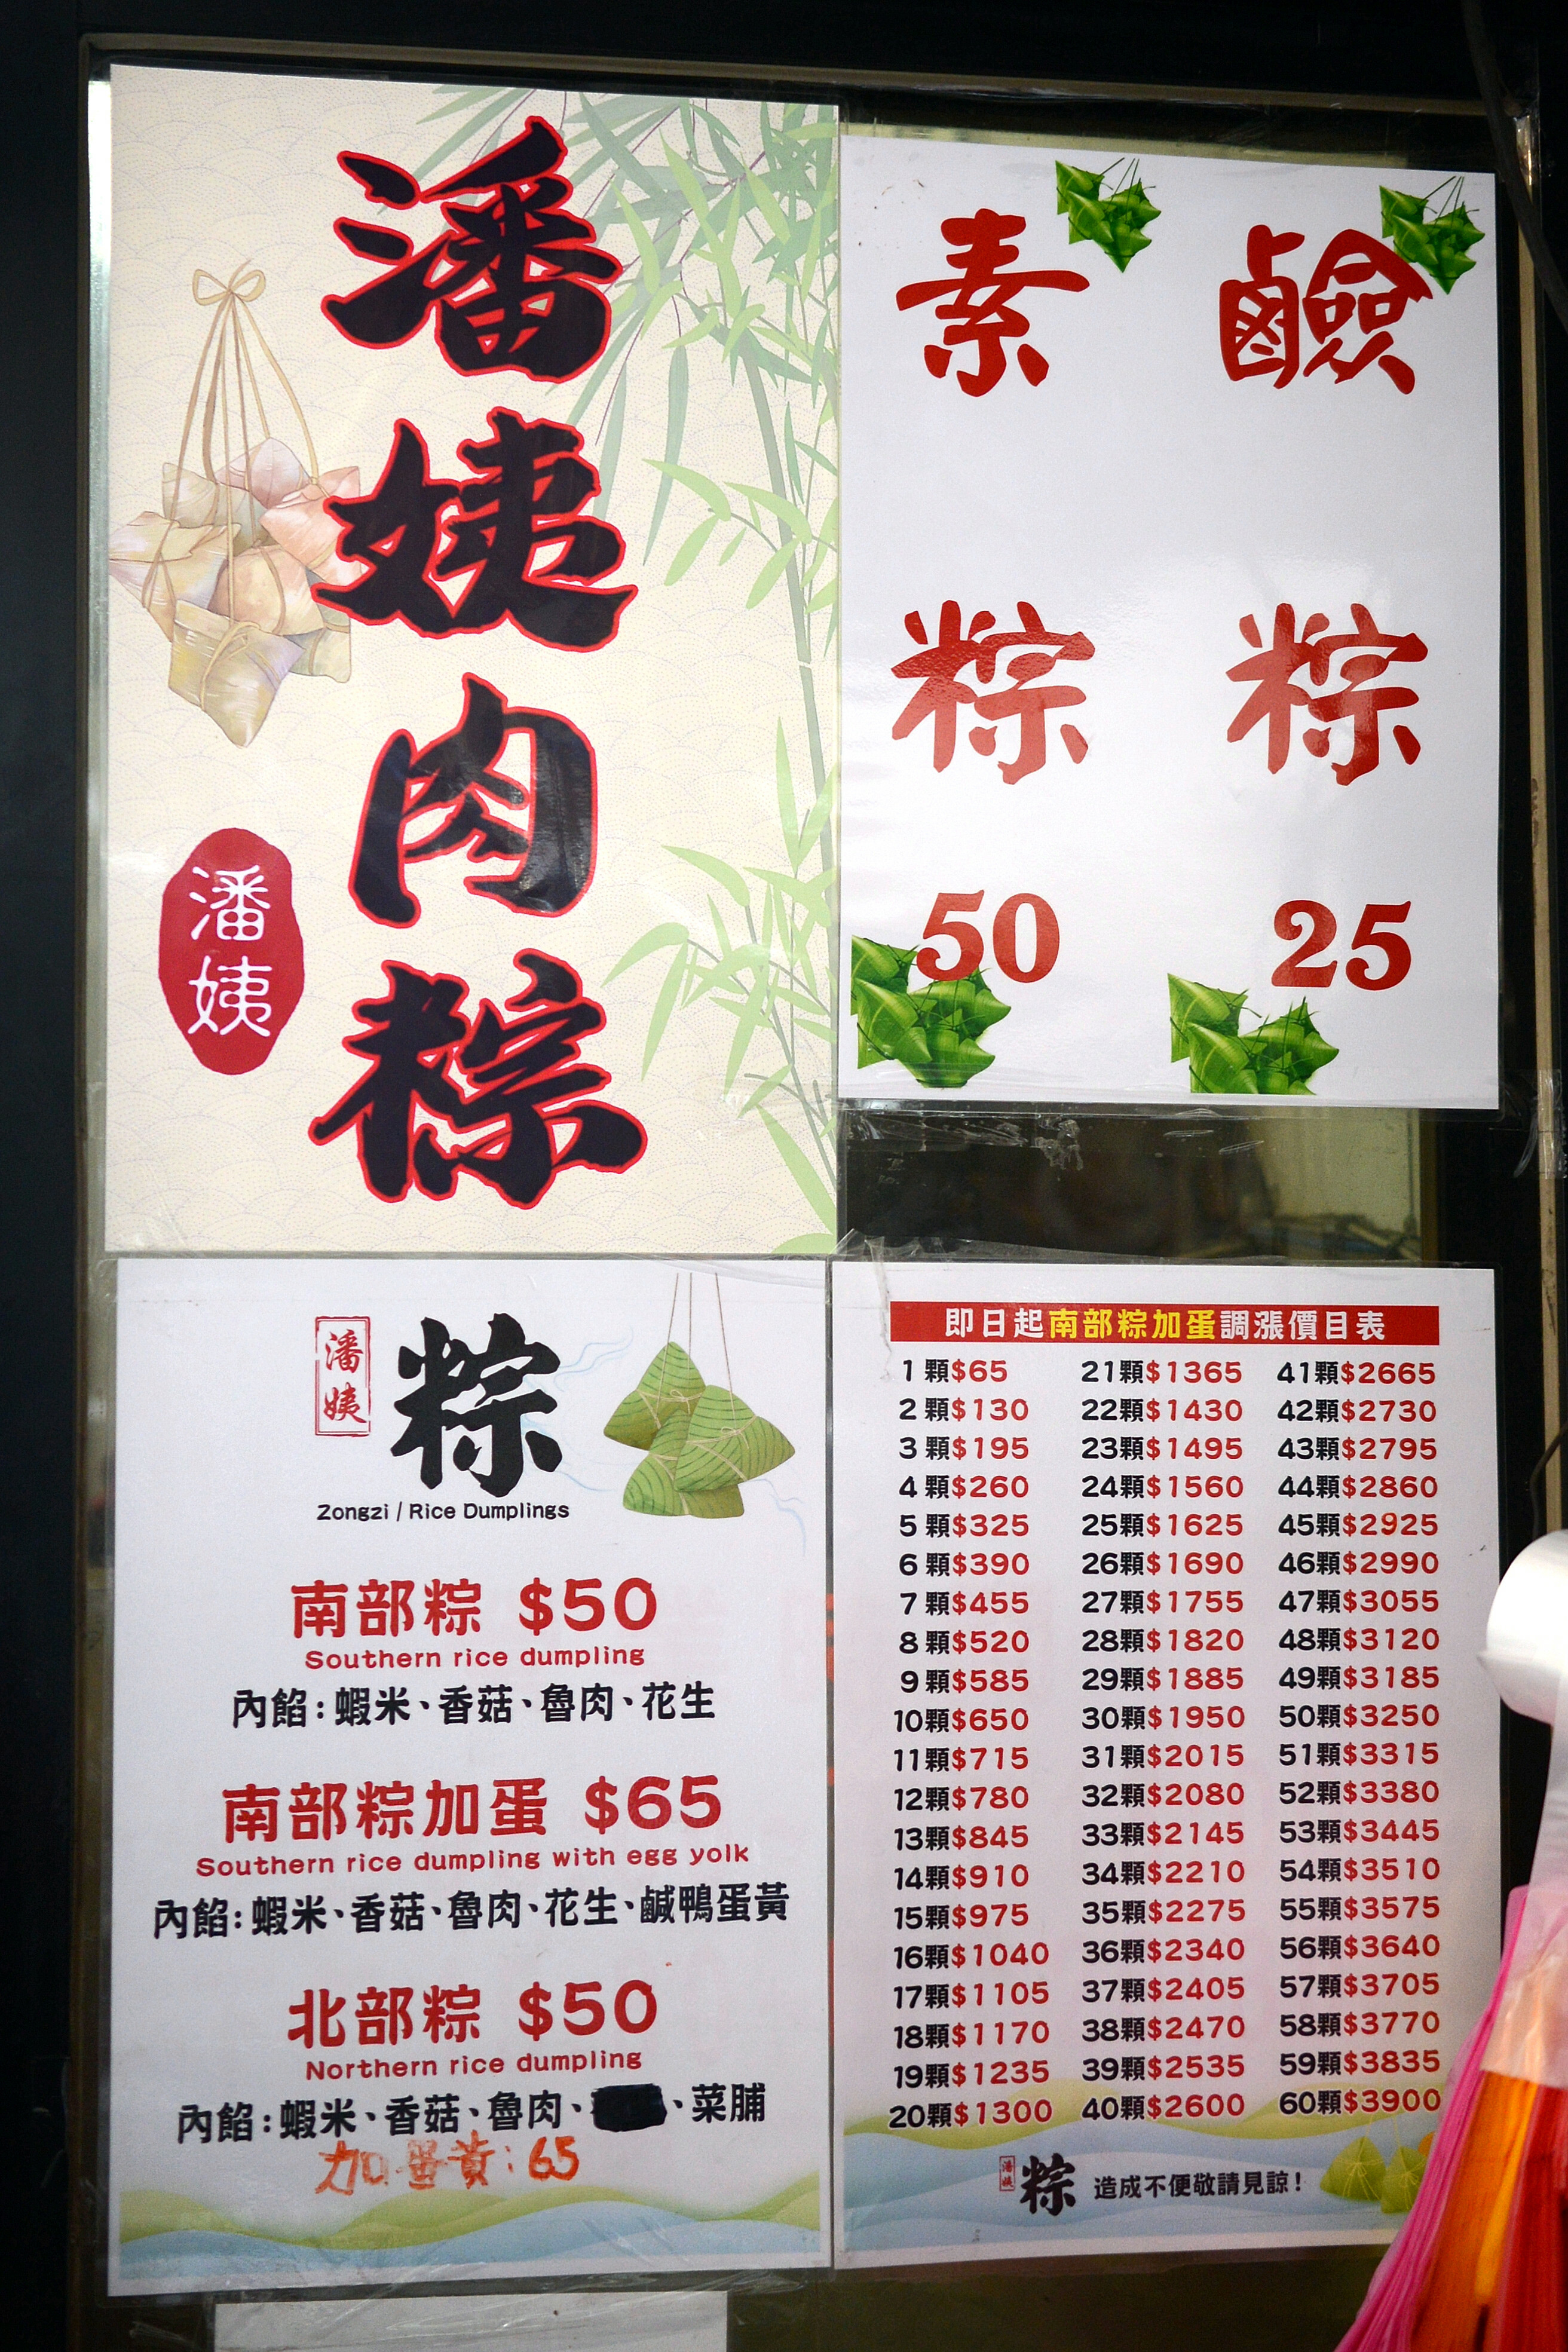 潘姨肉粽
潘姨
素粽
50
鹼粽
25
潘姨
粽
Zongzi / Rice Dumplings
南部粽 $50
Southern rice dumpling
內餡：蝦米、香菇、魯肉、花生
南部粽加蛋 $65
Southern rice dumpling with egg yolk
內餡：蝦米、香菇、魯肉、花生、鹹鴨蛋黃
北部粽 $50
Northern rice dumpling
內餡：蝦米、香菇、魯肉、、菜脯
加蛋黃：65
即日起南部粽加蛋調漲價目表
1 顆$65 21顆$1365 41顆$2665
2 顆$130 22顆$1430 42顆$2730
3 顆$195 23顆$1495 43顆$2795
4 顆$260 24顆$1560 44顆$2860
5 顆$325 25顆$1625 45顆$2925
6 顆$390 26顆$1690 46顆$2990
7 顆$455 27顆$1755 47顆$3055
8 顆$520 28顆$1820 48顆$3120
9 顆$585 29顆$1885 49顆$3185
10顆$650 30顆$1950 50顆$3250
11顆$715 31顆$2015 51顆$3315
12顆$780 32顆$2080 52顆$3380
13顆$845 33顆$2145 53顆$3445
14顆$910 34顆$2210 54顆$3510
15顆$975 35顆$2275 55顆$3575
16顆$1040 36顆$2340 56顆$3640
17顆$1105 37顆$2405 57顆$3705
18顆$1170 38顆$2470 58顆$3770
19顆$1235 39顆$2535 59顆$3835
20顆$1300 40顆$2600 60顆$3900
潘姨 粽 造成不便敬請見諒！